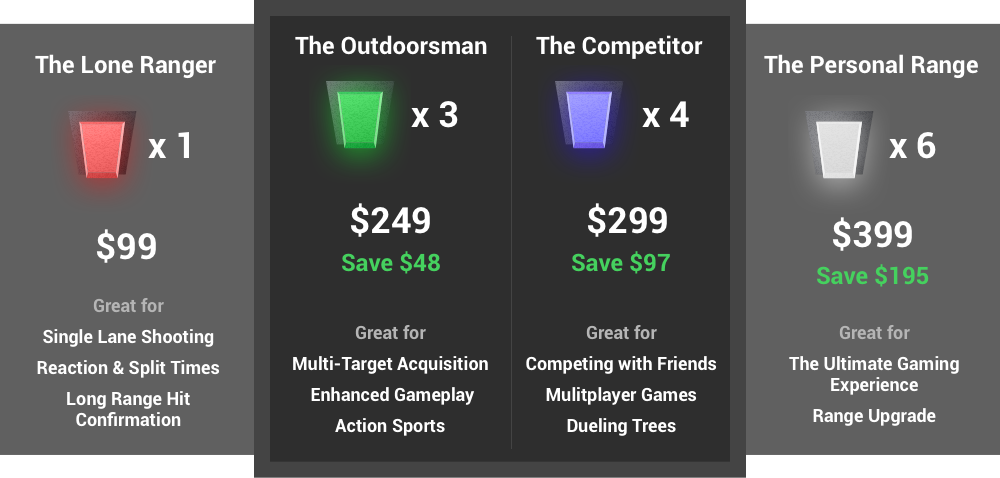 The Lone Ranger
x 1
$99
Great for
Single Lane Shooting
Reaction & Split Times
Long Range Hit
Confirmation
The Outdoorsman
x 3
$249
Save $48
Great for
Multi-Target Acquisition
Enhanced Gameplay
Action Sports
The Competitor
x 4
$299
Save $97
Great for
Competing with Friends
Mulitplayer Games
Dueling Trees
The Personal Range
x 6
$399
Save $195
Great for
The Ultimate Gaming
Experience
Range Upgrade